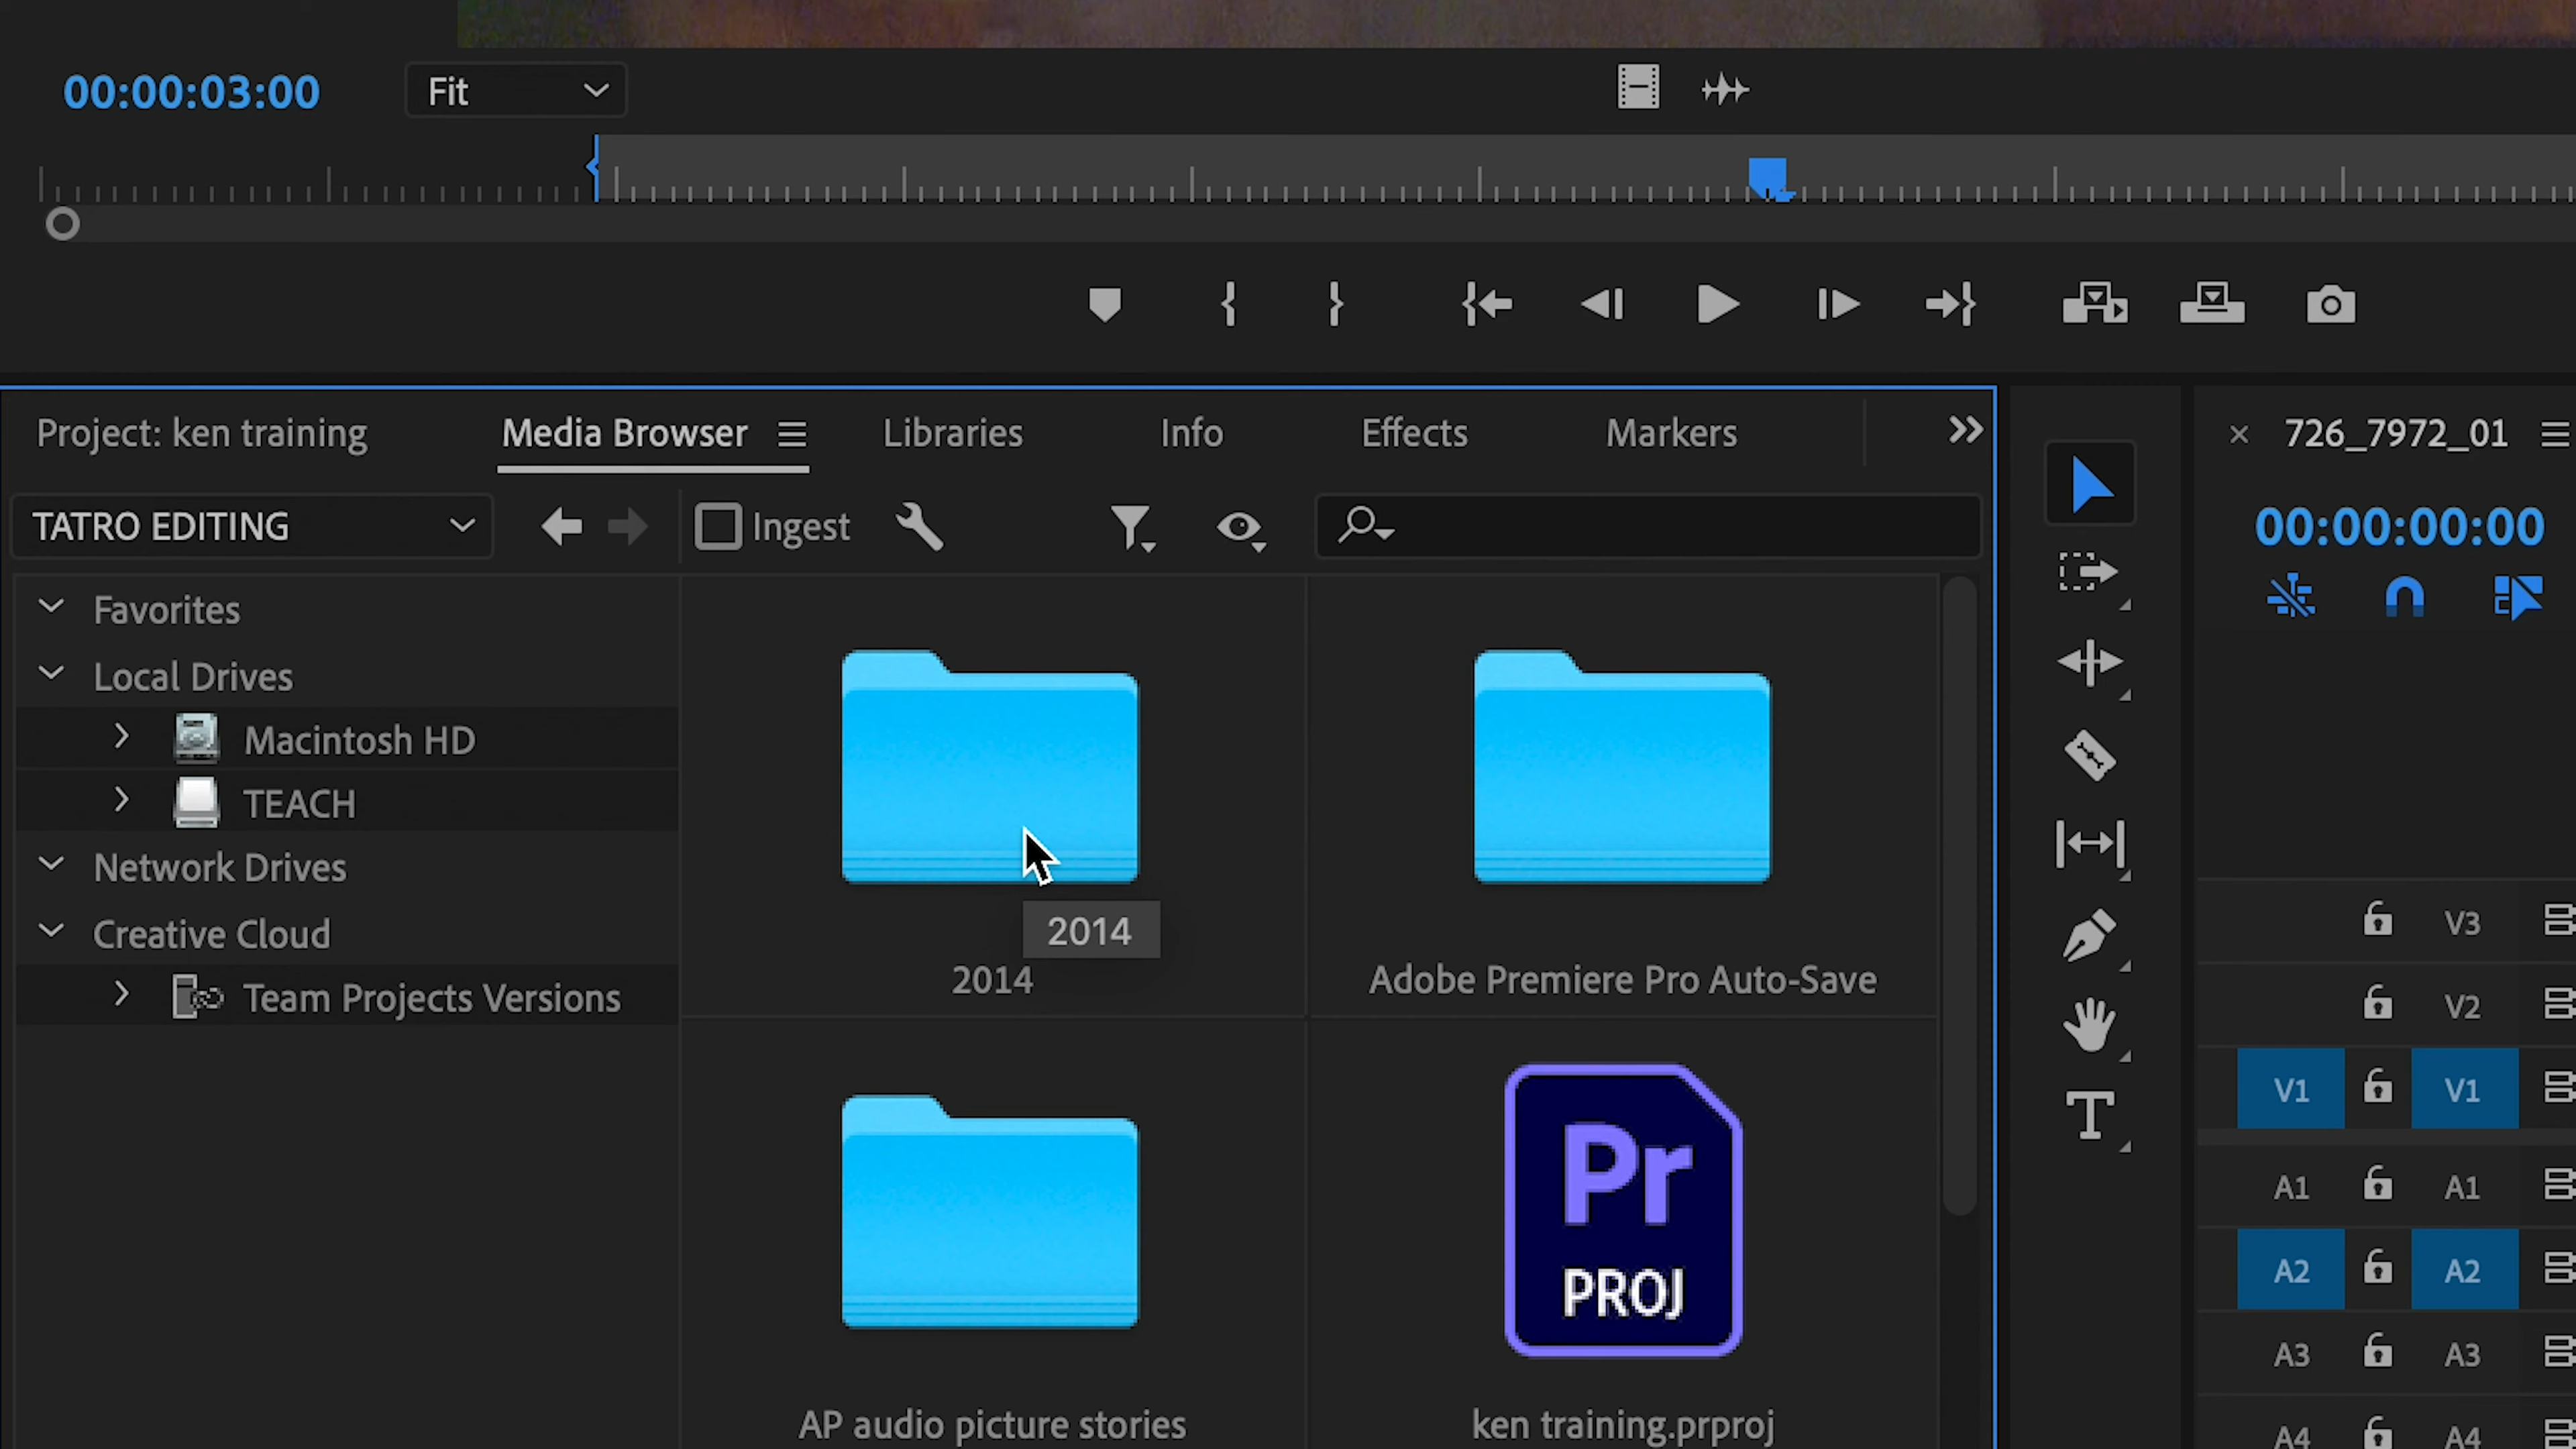 00:00:03:00
Fit
Project: ken training
Media Browser
Libraries
Info
Effects
Markers
726_7972_01
TATRO EDITING
Ingest
00:00:00:00
Favorites
Local Drives
Macintosh HD
TEACH
Network Drives
Creative Cloud
Team Projects Versions
2014
2014
Adobe Premiere Pro Auto-Save
Pr
PROJ
AP audio picture stories
ken training.prproj
V3
V2
V1 V1
A1 A1
A2 A2
A3 A3
A4 A4